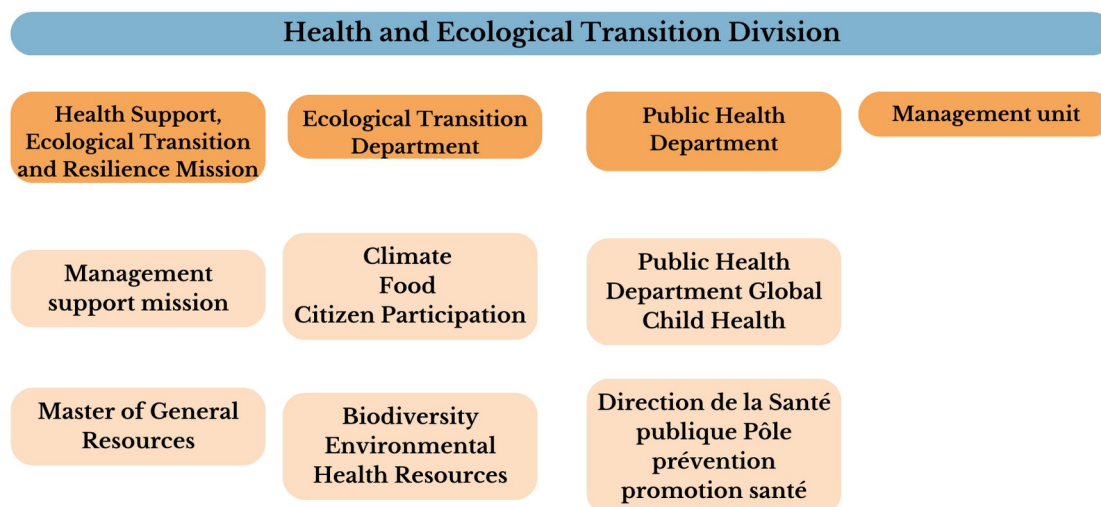 Health and Ecological Transition Division
Health Support,
Ecological Transition
and Resilience Mission
Ecological Transition
Department
Public Health
Department
Management unit
Management
support mission
Climate
Food
Citizen Participation
Public Health
Department Global
Child Health
Master of General
Resources
Biodiversity
Environmental
Health Resources
Direction de la Santé
publique Pôle
prévention
promotion santé